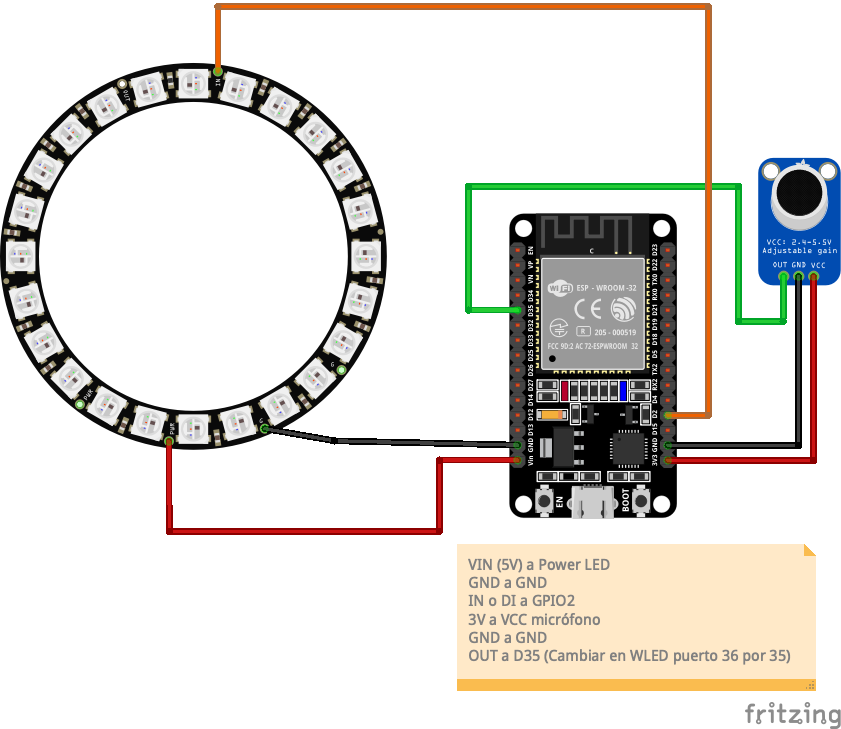 IN
OUT
PWR
PWR
G
G
VCC: 2.4-5.5V
Adjustable gain
OUT GND VCC
C
EN
VP
VN
D34
D35
D32
D33
D25
D26
D27
D14
D12
D13
GND
Vin
D23
D22
TX0
RX0
D21
D19
D18
D5
TX2
RX2
D4
D2
D15
GND
3V3
WiFi
ESP - WROOM -32
CE
R 205 - 000519
FCC 9D:2 AC 72-ESPWROOM 32
EN
BOOT
VIN (5V) a Power LED
GND a GND
IN o DI a GPIO2
3V a VCC micrófono
GND a GND
OUT a D35 (Cambiar en WLED puerto 36 por 35)
fritzing